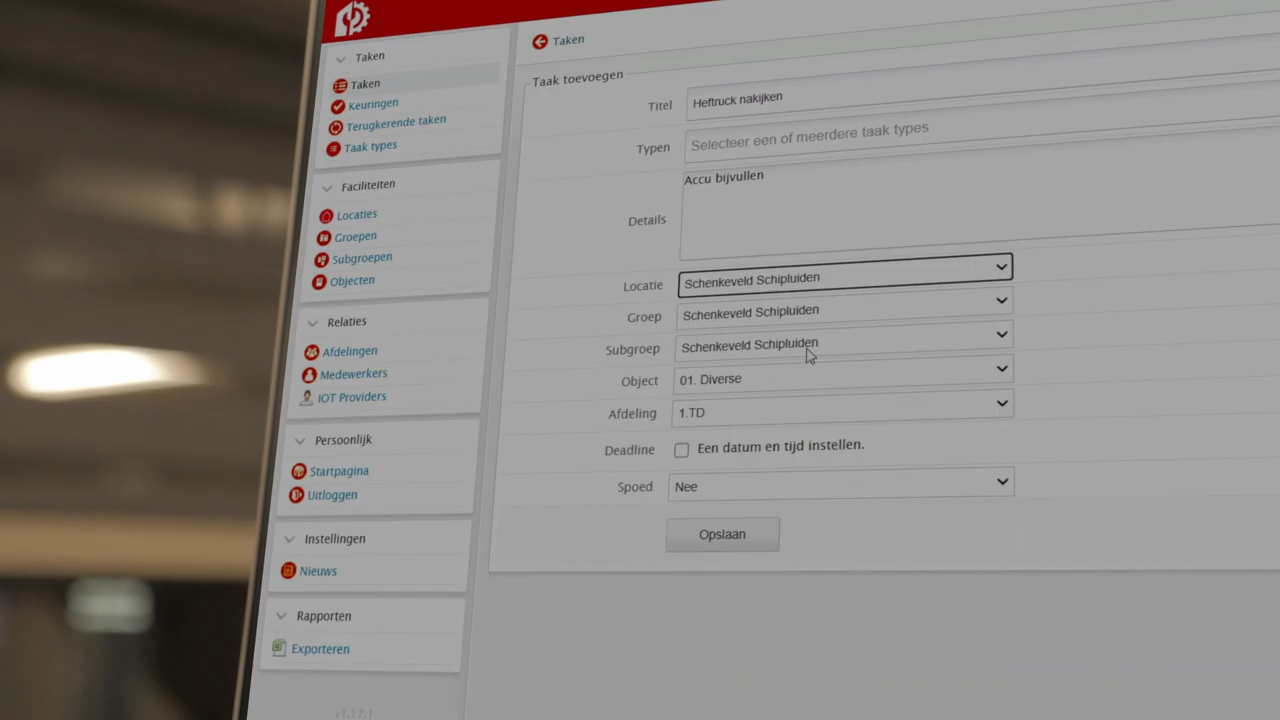 Taken
Taken
Keuringen
Terugkerende taken
Taak types
Faciliteiten
Locaties
Groepen
Subgroepen
Objecten
Relaties
Afdelingen
Medewerkers
IOT Providers
Persoonlijk
Startpagina
Uitloggen
Instellingen
Nieuws
Rapporten
Exporteren
v1.17.1
Taken
Taak toevoegen
Titel Heftruck nakijken
Typen Selecteer een of meerdere taak types
Details Accu bijvullen
Locatie Schenkeveld Schipluiden
Groep Schenkeveld Schipluiden
Subgroep Schenkeveld Schipluiden
Object 01. Diverse
Afdeling 1.TD
Deadline Een datum en tijd instellen.
Spoed Nee
Opslaan